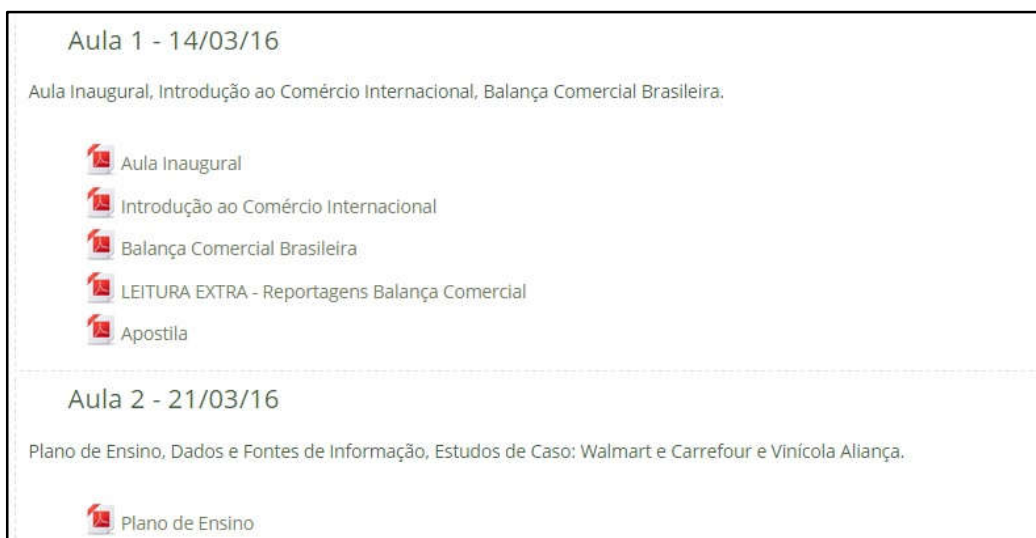 Aula 1 - 14/03/16
Aula Inaugural, Introdução ao Comércio Internacional, Balança Comercial Brasileira.
Aula Inaugural
Introdução ao Comércio Internacional
Balança Comercial Brasileira
LEITURA EXTRA - Reportagens Balança Comercial
Apostila
Aula 2 - 21/03/16
Plano de Ensino, Dados e Fontes de Informação, Estudos de Caso: Walmart e Carrefour e Vinícola Aliança.
Plano de Ensino